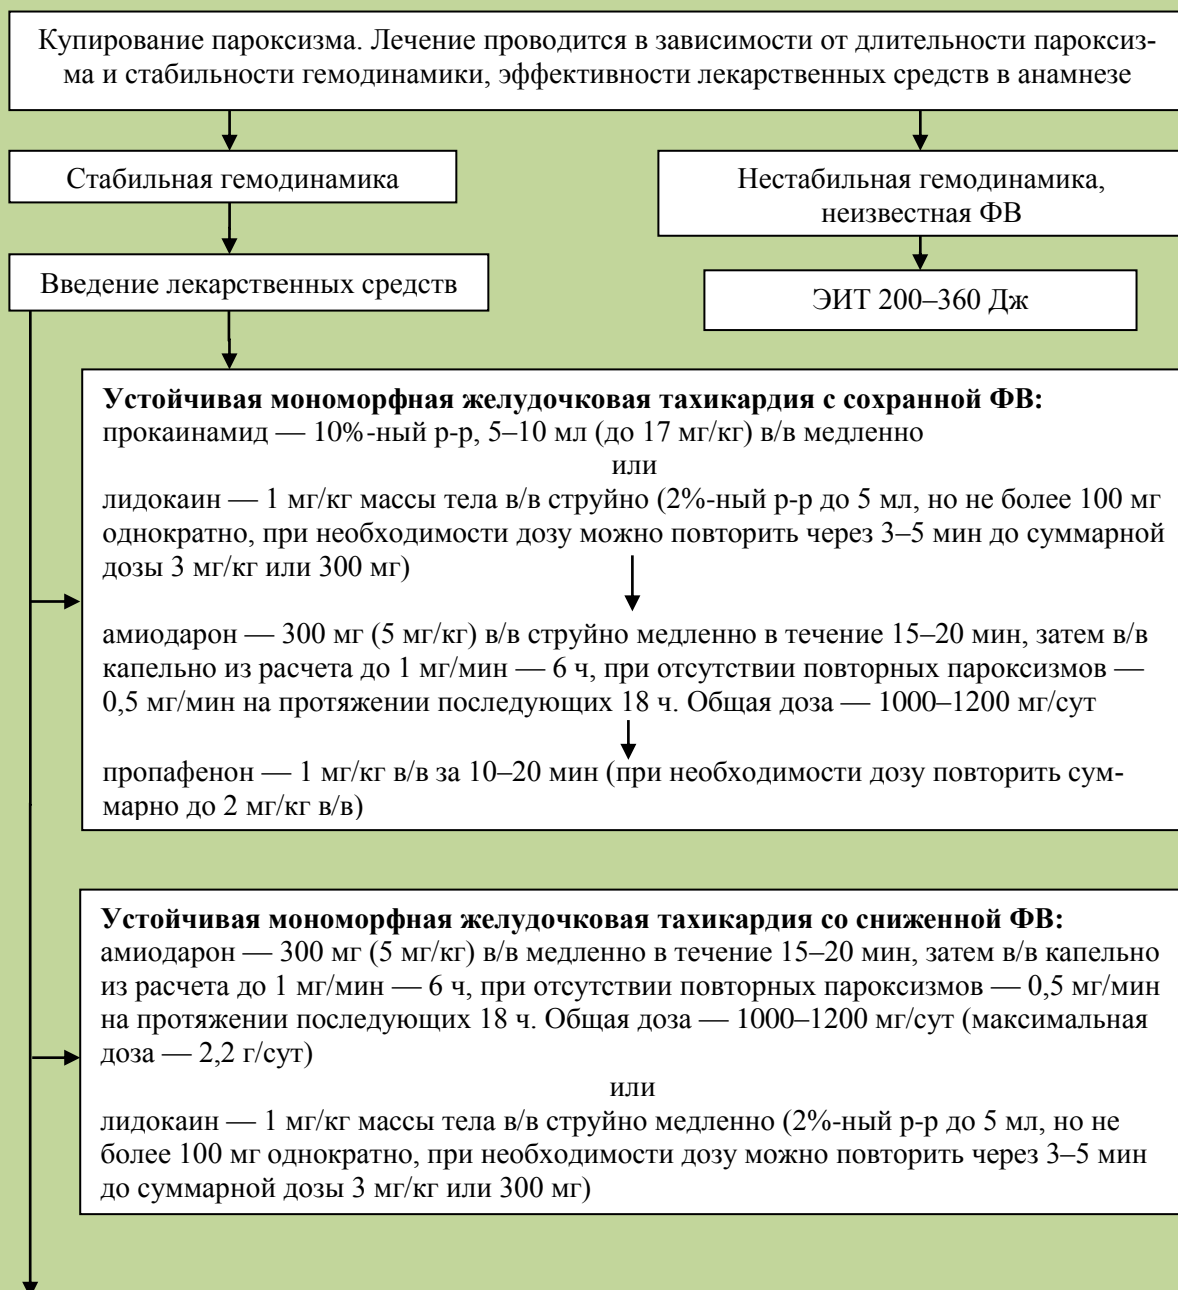 Купирование пароксизма. Лечение проводится в зависимости от длительности пароксиз-
ма и стабильности гемодинамики, эффективности лекарственных средств в анамнезе
Стабильная гемодинамика
Нестабильная гемодинамика,
неизвестная ФВ
Введение лекарственных средств
ЭИТ 200–360 Дж
Устойчивая мономорфная желудочковая тахикардия с сохранной ФВ:
прокаинамид — 10%-ный р-р, 5–10 мл (до 17 мг/кг) в/в медленно
или
лидокаин — 1 мг/кг массы тела в/в струйно (2%-ный р-р до 5 мл, но не более 100 мг
однократно, при необходимости дозу можно повторить через 3–5 мин до суммарной
дозы 3 мг/кг или 300 мг)
амиодарон — 300 мг (5 мг/кг) в/в струйно медленно в течение 15–20 мин, затем в/в
капельно из расчета до 1 мг/мин — 6 ч, при отсутствии повторных пароксизмов —
0,5 мг/мин на протяжении последующих 18 ч. Общая доза — 1000–1200 мг/сут
пропафенон — 1 мг/кг в/в за 10–20 мин (при необходимости дозу повторить сум-
марно до 2 мг/кг в/в)
Устойчивая мономорфная желудочковая тахикардия со сниженной ФВ:
амиодарон — 300 мг (5 мг/кг) в/в медленно в течение 15–20 мин, затем в/в капельно
из расчета до 1 мг/мин — 6 ч, при отсутствии повторных пароксизмов — 0,5 мг/мин
на протяжении последующих 18 ч. Общая доза — 1000–1200 мг/сут (максимальная
доза — 2,2 г/сут)
или
лидокаин — 1 мг/кг массы тела в/в струйно медленно (2%-ный р-р до 5 мл, но не
более 100 мг однократно, при необходимости дозу можно повторить через 3–5 мин
до суммарной дозы 3 мг/кг или 300 мг)